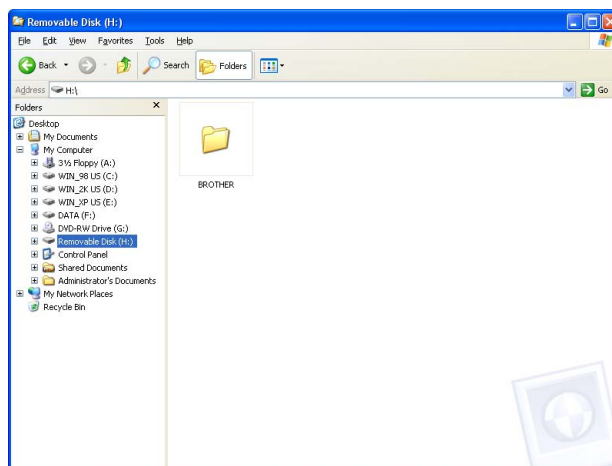 Removable Disk (H:)
File Edit View Favorites Tools Help
Back Search Folders
Address H:\ Go
Folders
Desktop
My Documents
My Computer
3½ Floppy (A:)
WIN_98 US (C:)
WIN_2K US (D:)
WIN_XP US (E:)
DATA (F:)
DVD-RW Drive (G:)
Removable Disk (H:)
Control Panel
Shared Documents
Administrator's Documents
My Network Places
Recycle Bin
BROTHER